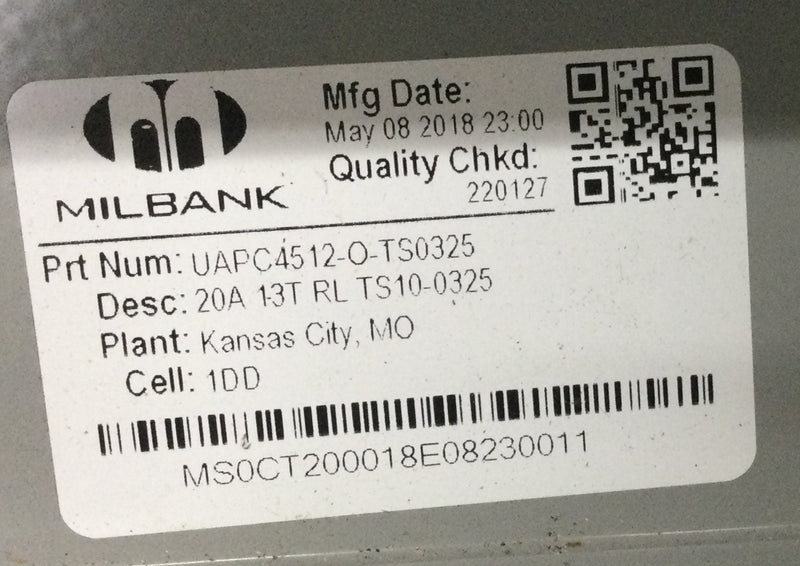 MILBANK
Mfg Date:
May 08 2018 23:00
Quality Chkd:
220127
Prt Num: UAPC4512-O-TS0325
Desc: 20A 1-3T RL TS10-0325
Plant: Kansas City, MO
Cell: 1DD
MS0CT200018E08230011